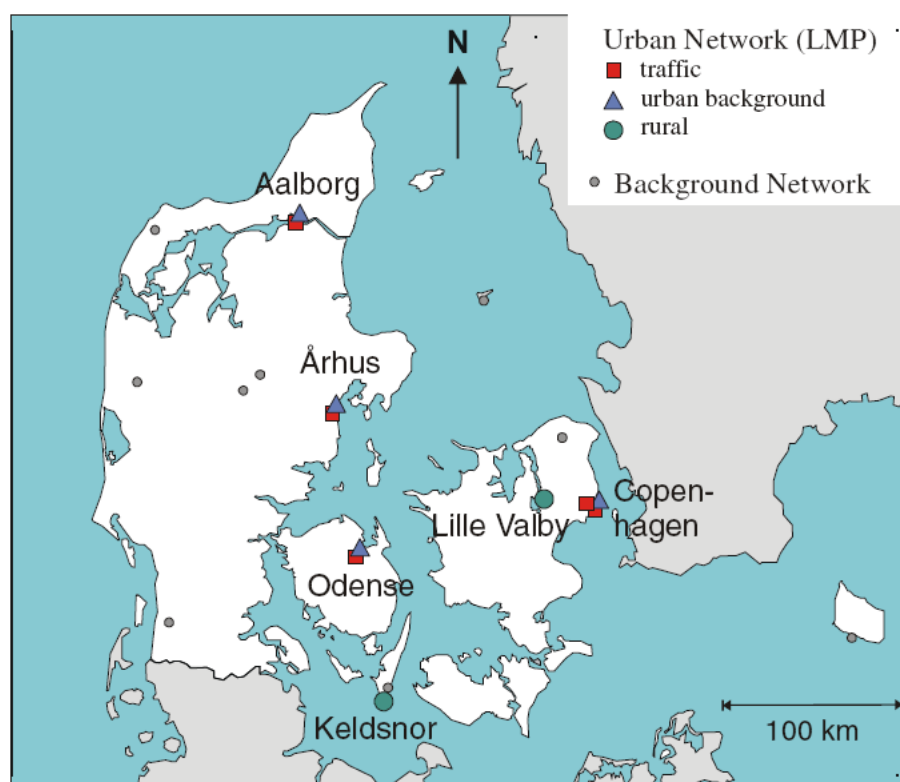 N
Urban Network (LMP)
traffic
urban background
rural
Background Network
Aalborg
Århus
Copen-
hagen
Lille Valby
Odense
Keldsnor
100 km